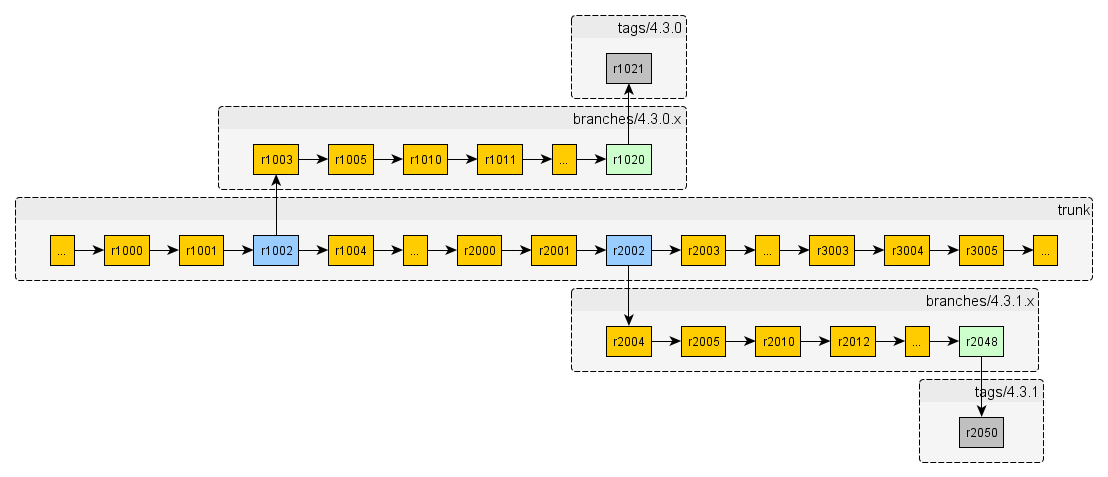 tags/4.3.0
r1021
branches/4.3.0.x
r1003 r1005 r1010 r1011 ... r1020
trunk
... r1000 r1001 r1002 r1004 ... r2000 r2001 r2002 r2003 ... r3003 r3004 r3005 ...
branches/4.3.1.x
r2004 r2005 r2010 r2012 ... r2048
tags/4.3.1
r2050